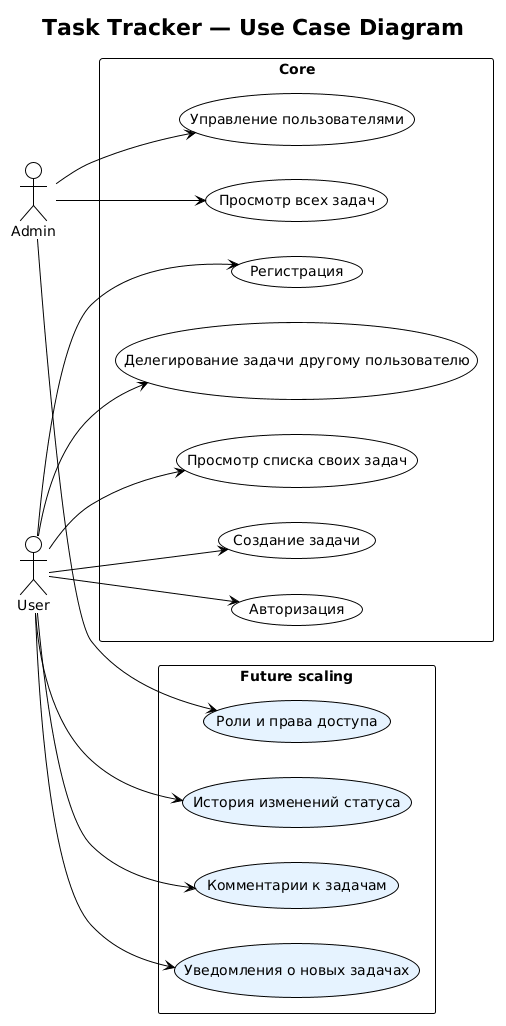 Task Tracker — Use Case Diagram
Core
Управление пользователями
Просмотр всех задач
Admin
Регистрация
Делегирование задачи другому пользователю
Просмотр списка своих задач
Создание задачи
User
Авторизация
Future scaling
Роли и права доступа
История изменений статуса
Комментарии к задачам
Уведомления о новых задачах